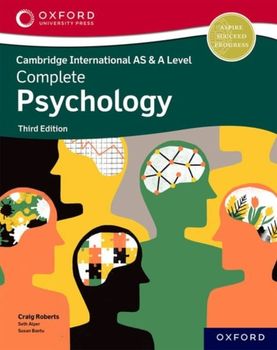 OXFORD
UNIVERSITY PRESS
ASPIRE
SUCCEED
PROGRESS
Cambridge International AS & A Level
Complete
Psychology
Third Edition
Craig Roberts
Seth Alper
Susan Bantu
OXFORD